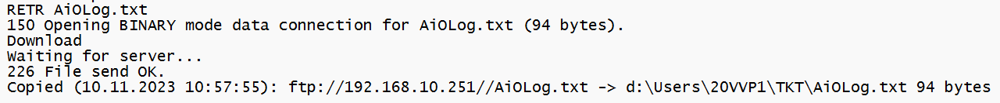 RETR AiOLog.txt
150 Opening BINARY mode data connection for AiOLog.txt (94 bytes).
Download
Waiting for server...
226 File send OK.
Copied (10.11.2023 10:57:55): ftp://192.168.10.251//AiOLog.txt -> d:\Users\20VVP1\TKT\AiOLog.txt 94 bytes